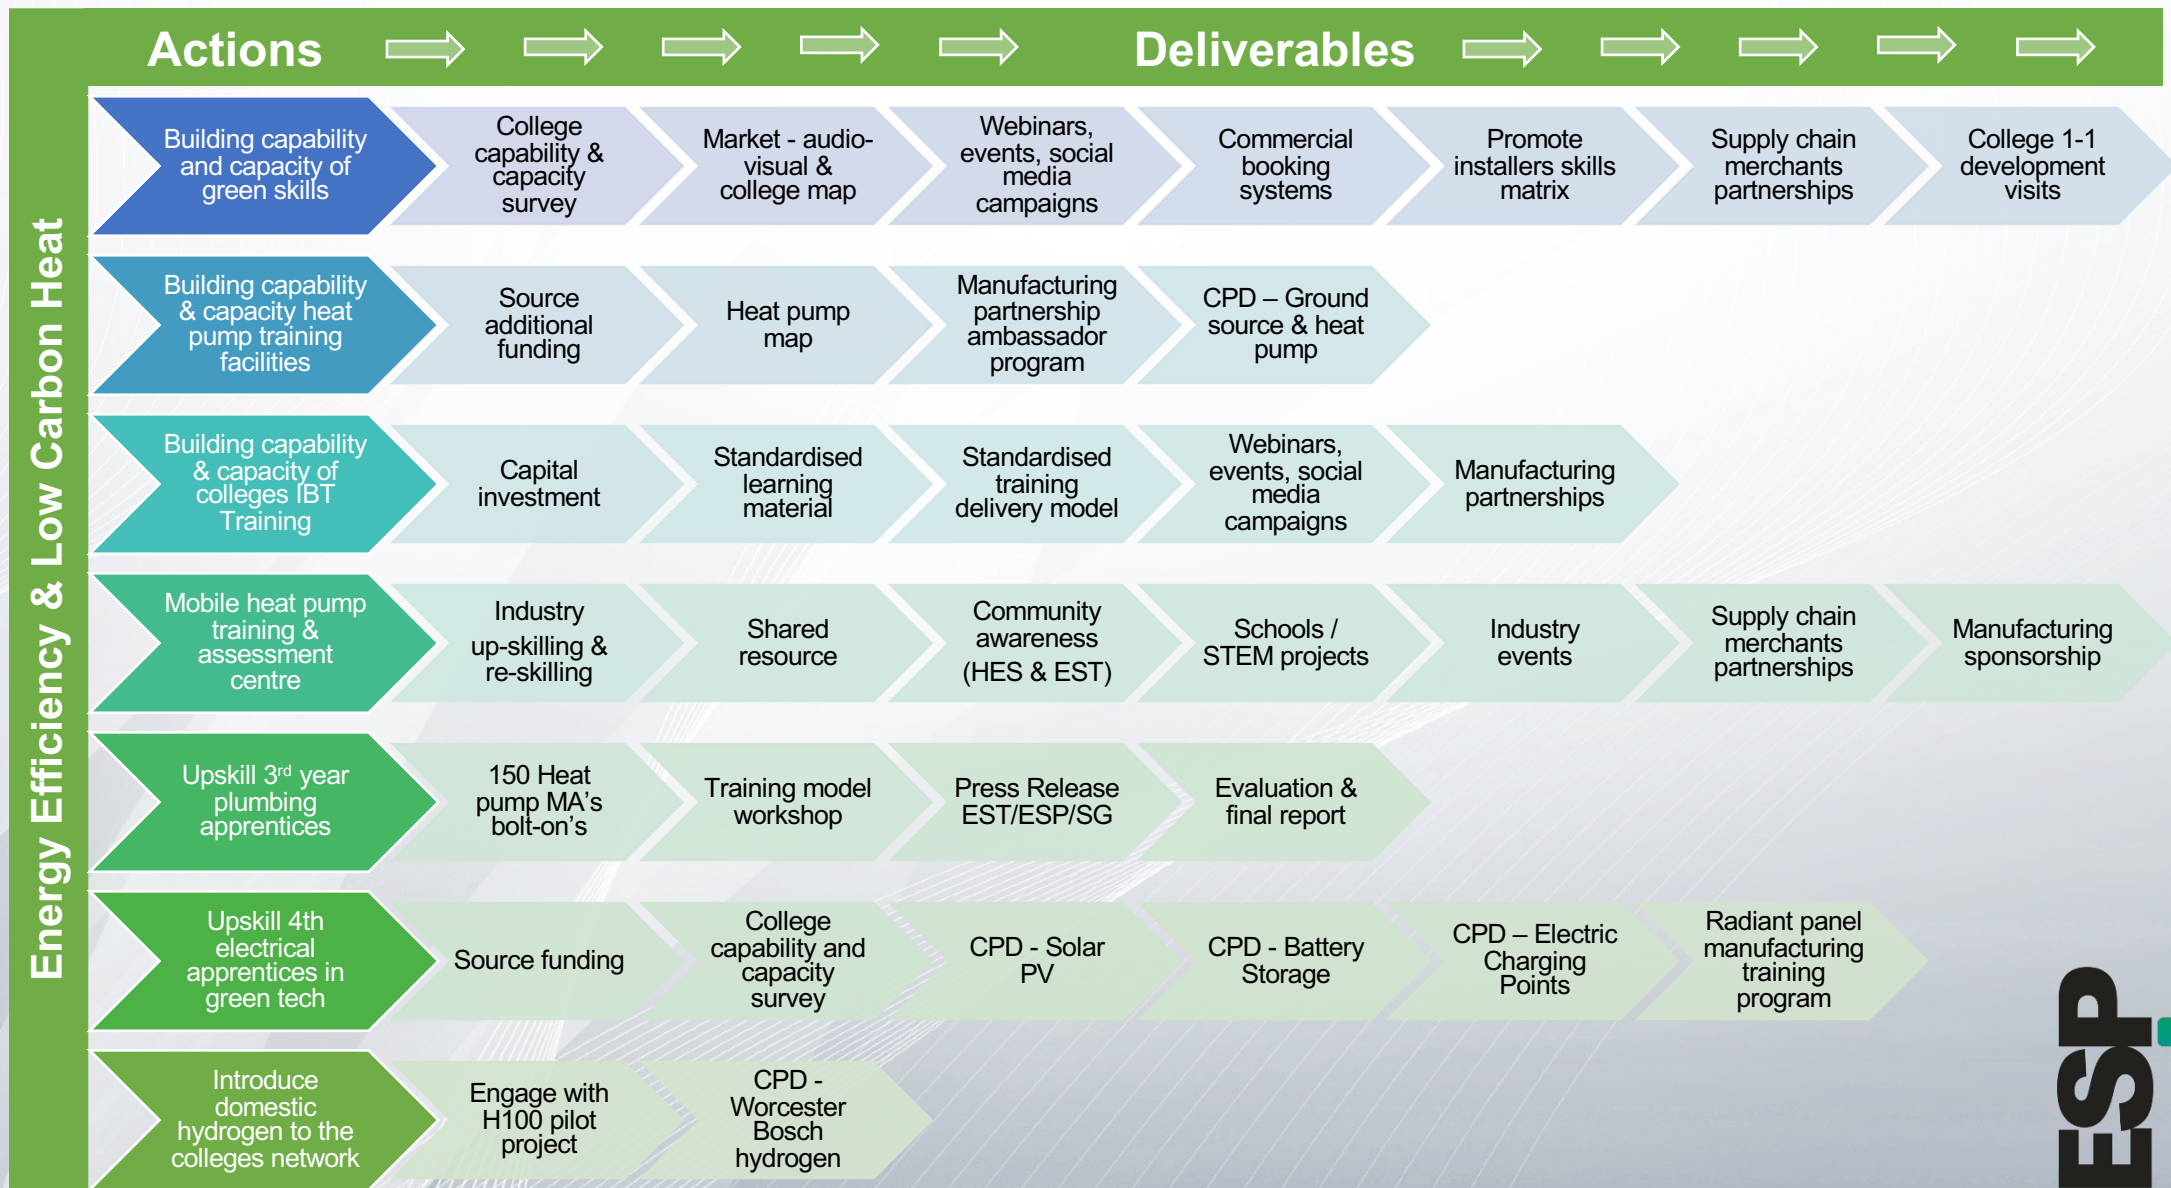 Actions
Deliverables
Energy Efficiency & Low Carbon Heat
Building capability
and capacity of
green skills
College
capability &
capacity
survey
Market - audio-
visual &
college map
Webinars,
events, social
media
campaigns
Commercial
booking
systems
Promote
installers skills
matrix
Supply chain
merchants
partnerships
College 1-1
development
visits
Building capability
& capacity heat
pump training
facilities
Source
additional
funding
Heat pump
map
Manufacturing
partnership
ambassador
program
CPD – Ground
source & heat
pump
Building capability
& capacity of
colleges IBT
Training
Capital
investment
Standardised
learning
material
Standardised
training
delivery model
Webinars,
events, social
media
campaigns
Manufacturing
partnerships
Mobile heat pump
training &
assessment
centre
Industry
up-skilling &
re-skilling
Shared
resource
Community
awareness
(HES & EST)
Schools /
STEM projects
Industry
events
Supply chain
merchants
partnerships
Manufacturing
sponsorship
Upskill 3rd year
plumbing
apprentices
150 Heat
pump MA's
bolt-on's
Training model
workshop
Press Release
EST/ESP/SG
Evaluation &
final report
Upskill 4th
electrical
apprentices in
green tech
Source funding
College
capability and
capacity
survey
CPD - Solar
PV
CPD - Battery
Storage
CPD – Electric
Charging
Points
Radiant panel
manufacturing
training
program
Introduce
domestic
hydrogen to the
colleges network
Engage with
H100 pilot
project
CPD -
Worcester
Bosch
hydrogen
ESP